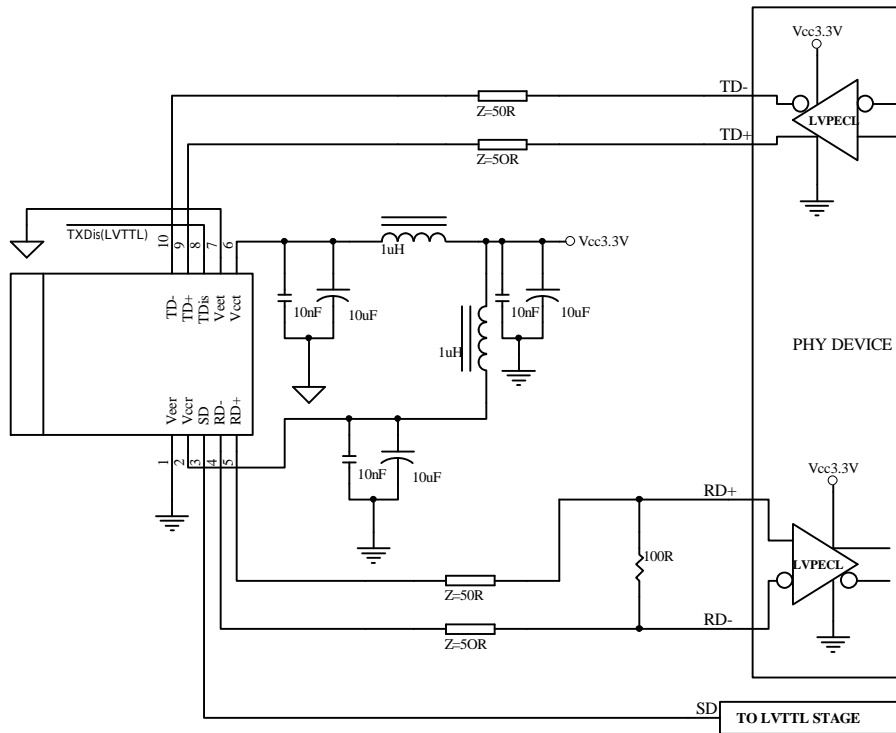 Vcc3.3V
TD-
LVPECL
Z=50R
TD+
Z=5OR
TXDis(LVTTL)
10
9
8
7
6
Vcc3.3V
1uH
TD-
TD+
TDis
Veet
Vcct
10nF
10uF
10nF
10uF
1uH
PHY DEVICE
Veer
Vccr
SD
RD-
RD+
1
2
3
4
5
10nF
10uF
Vcc3.3V
RD+
100R
LVPECL
Z=50R
RD-
Z=5OR
SD
TO LVTTL STAGE